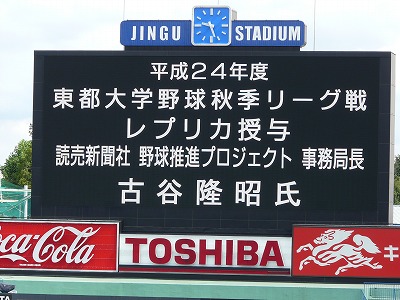 JINGU STADIUM
平成24年度
東都大学野球秋季リーグ戦
レプリカ授与
読売新聞社 野球推進プロジェクト 事務局長
古谷隆昭氏
Coca-Cola TOSHIBA キ